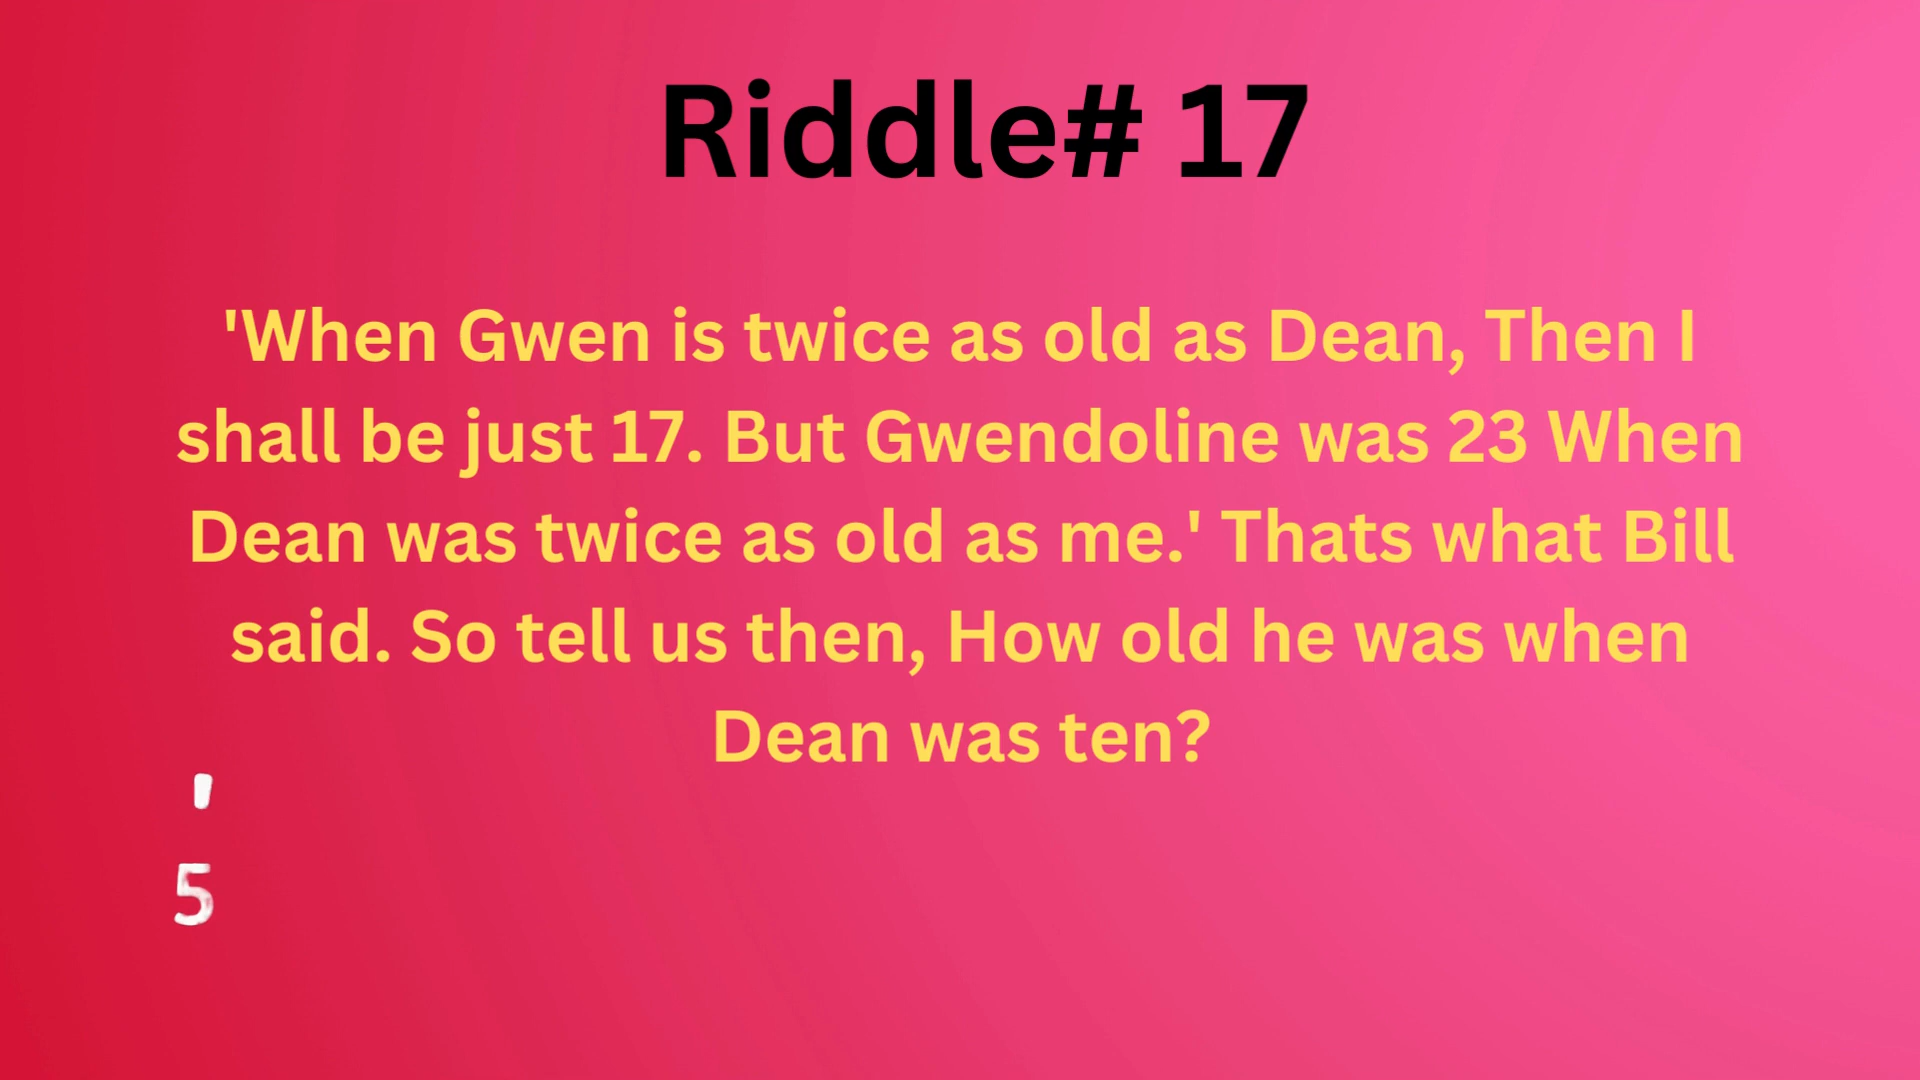 Riddle# 17
'When Gwen is twice as old as Dean, Then I
shall be just 17. But Gwendoline was 23 When
Dean was twice as old as me.' Thats what Bill
said. So tell us then, How old he was when
Dean was ten?
'
5